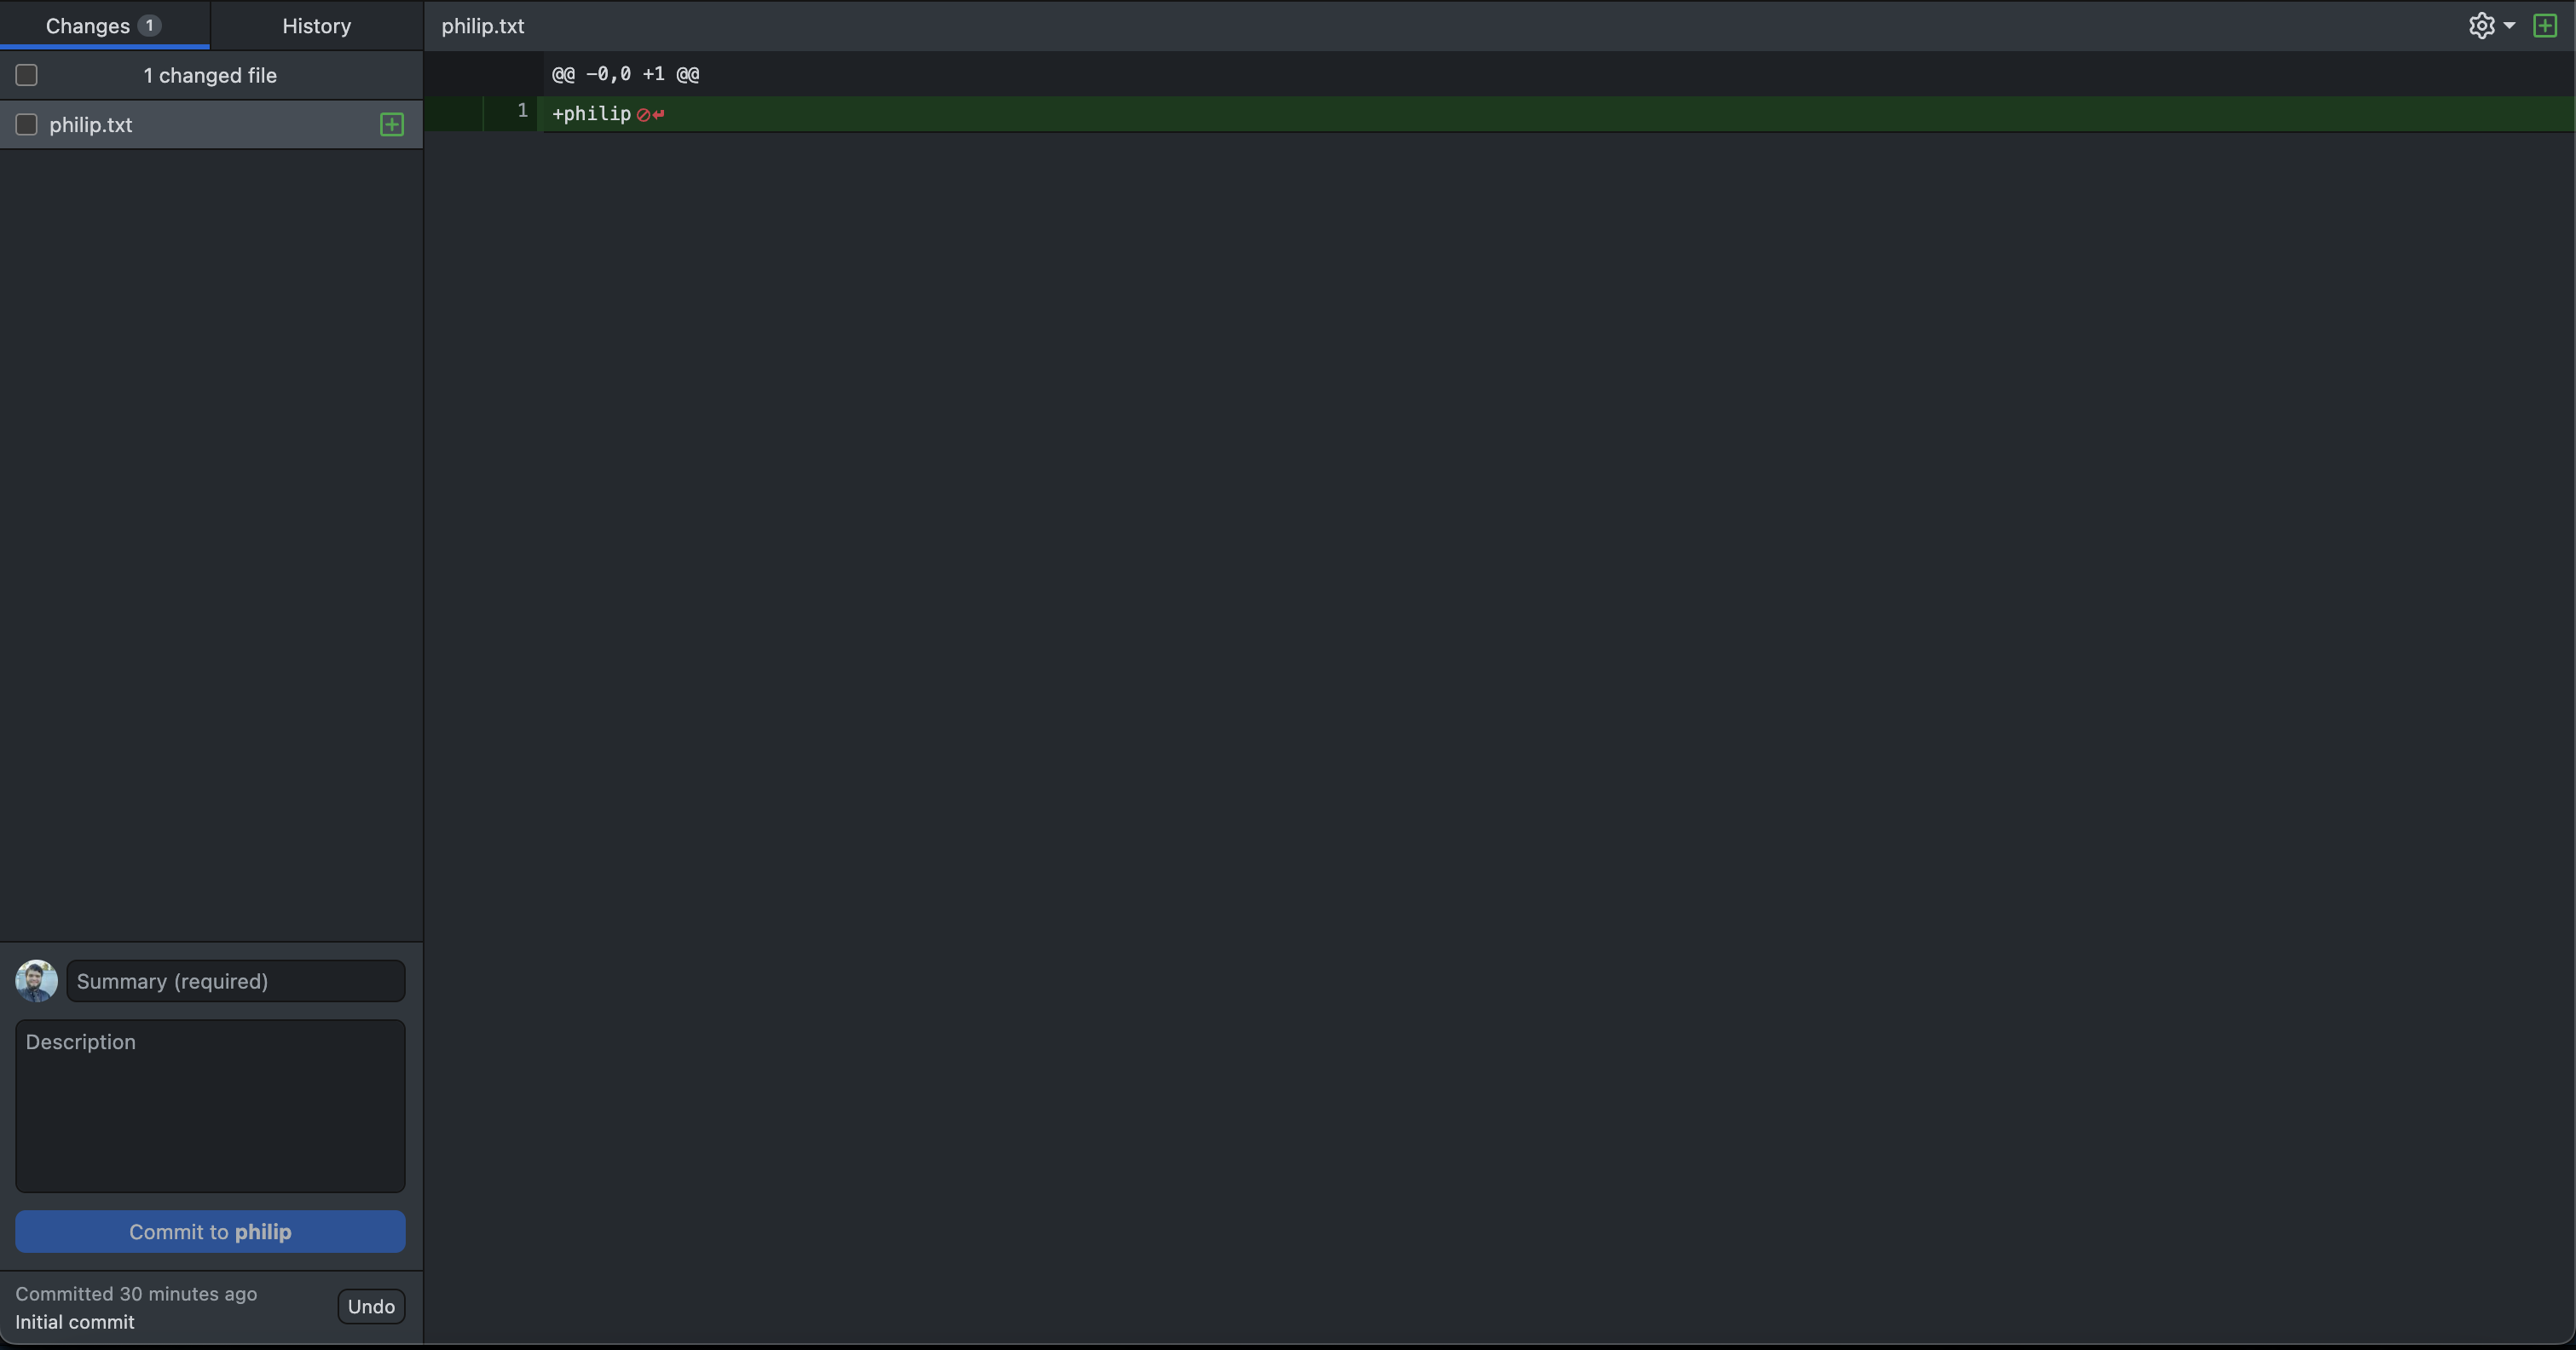 Changes 1
History
philip.txt
1 changed file
@@ -0,0 +1 @@
philip.txt
1 +philip
Summary (required)
Description
Commit to philip
Committed 30 minutes ago
Initial commit
Undo